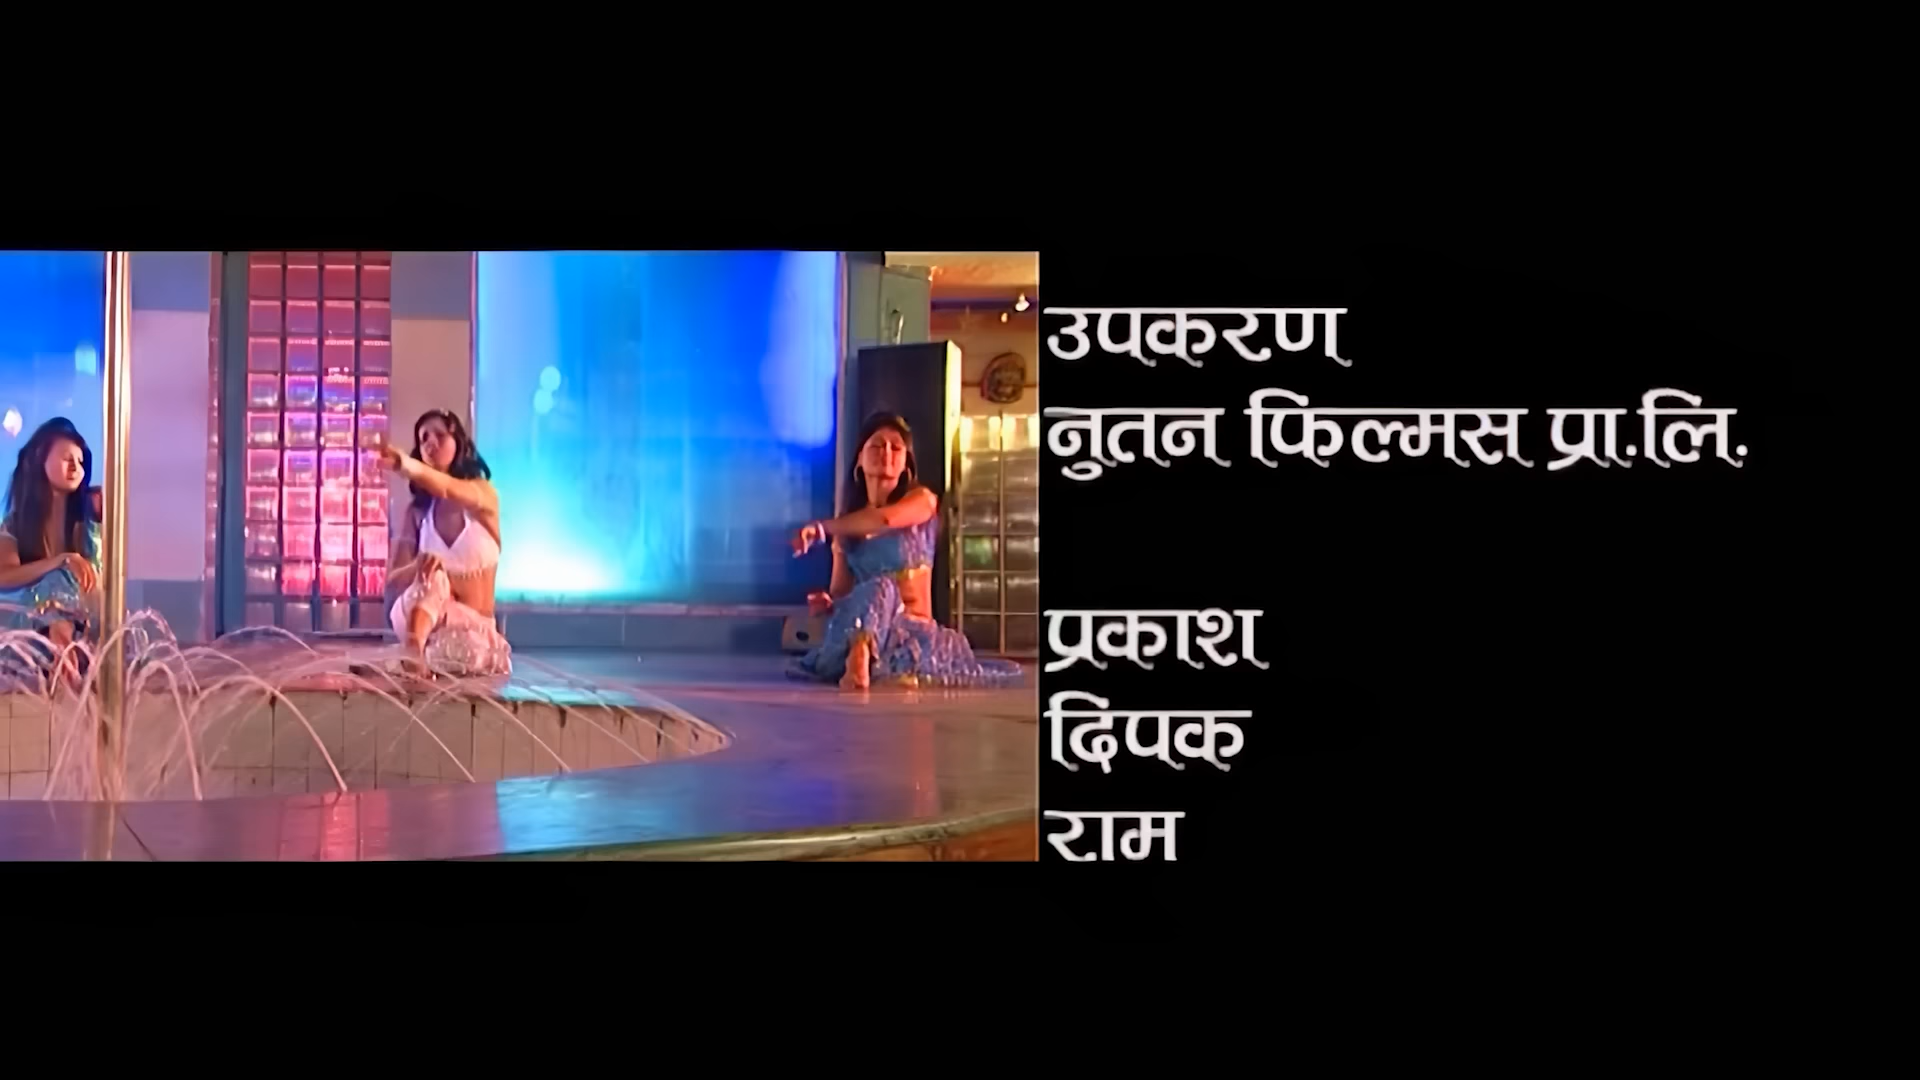 उपकरण
नुतन फिल्मस प्रा.लि.
प्रकाश
दिपक
राम